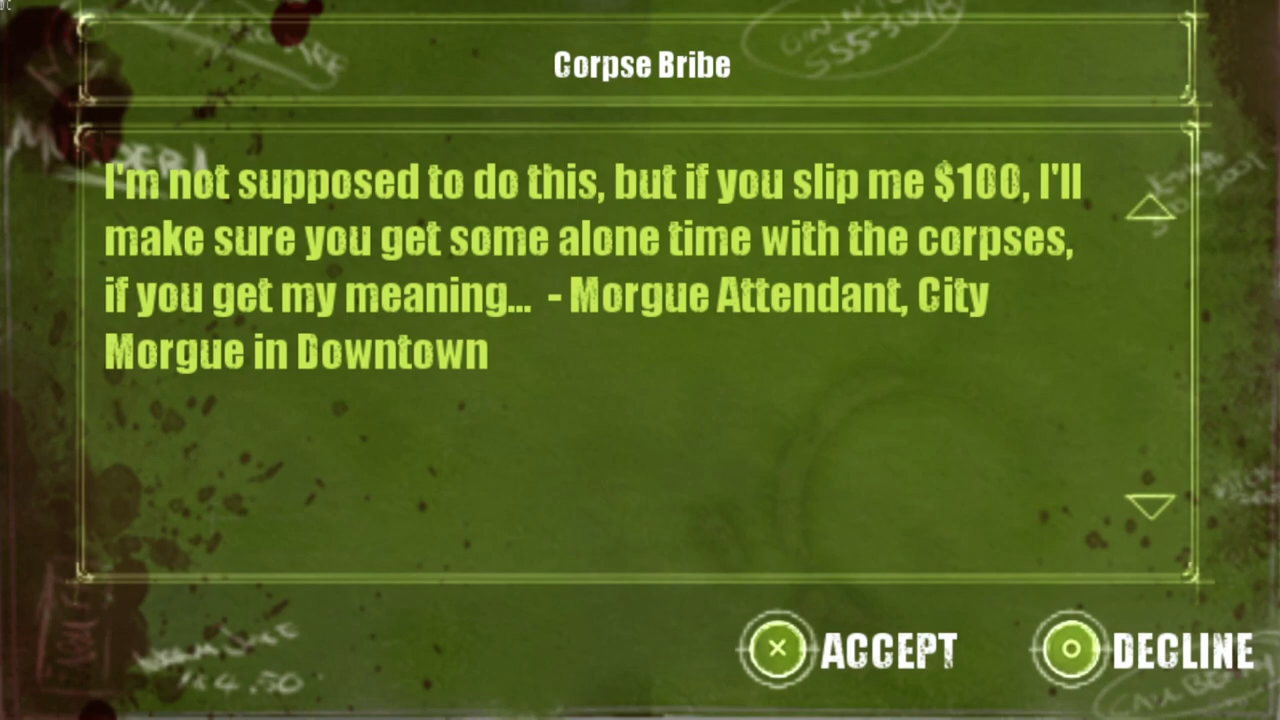 Corpse Bribe
I'm not supposed to do this, but if you slip me $100, I'll
make sure you get some alone time with the corpses,
if you get my meaning... - Morgue Attendant, City
Morgue in Downtown
ACCEPT
DECLINE